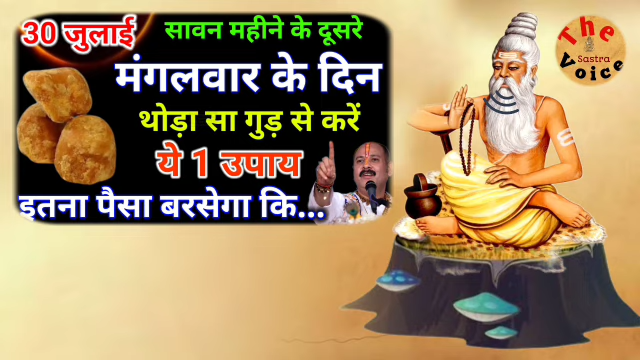 30 जुलाई
सावन महीने के दूसरे
मंगलवार के दिन
थोड़ा सा गुड़ से करें
ये 1 उपाय
इतना पैसा बरसेगा कि...
The
Sastra
Voice